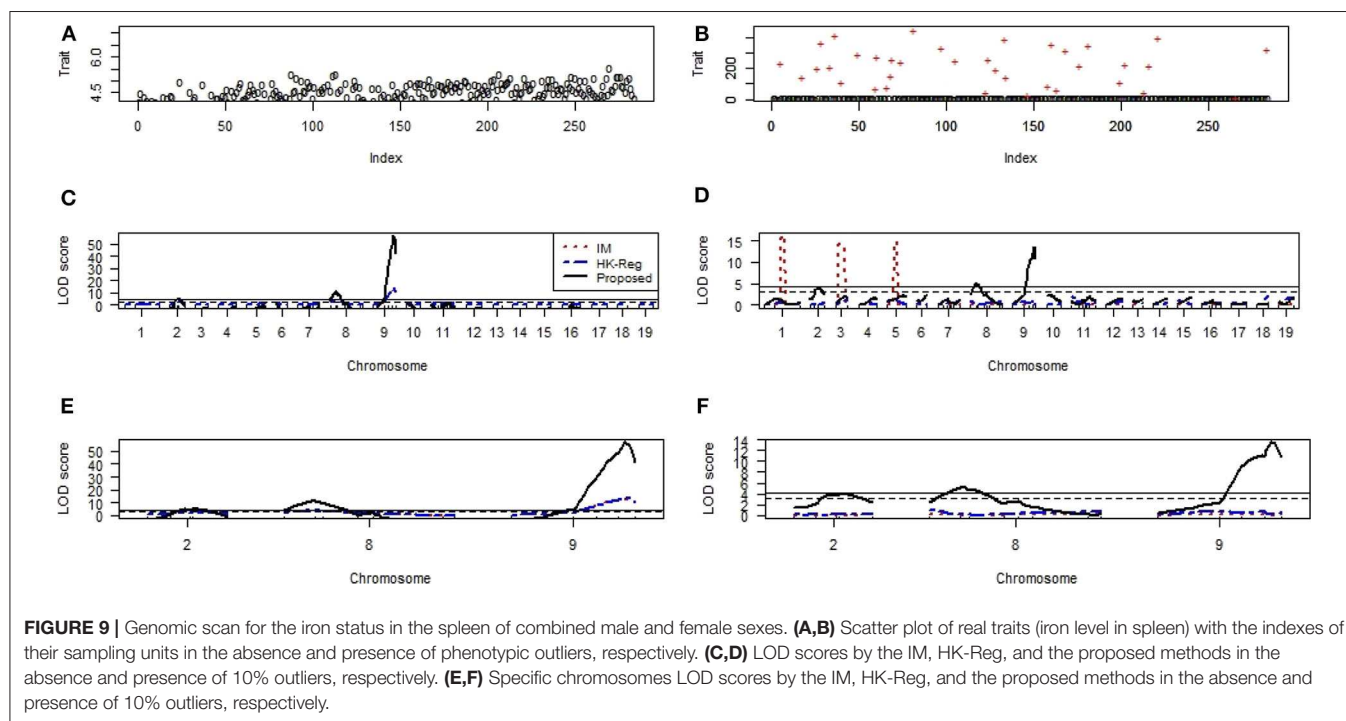 A
Trait
6.0
4.5
0 50 100 150 200 250
Index
B
Trait
200
0
0 50 100 150 200 250
Index
C
LOD score
50
40
30
20
10
0
IM
HK-Reg
Proposed
1 2 3 4 5 6 7 8 9 10 11 12 13 14 15 16 17 18 19
Chromosome
D
LOD score
15
10
5
0
1 2 3 4 5 6 7 8 9 10 11 12 13 14 15 16 17 18 19
Chromosome
E
LOD score
50
40
30
20
10
0
2 8 9
Chromosome
F
LOD score
14
12
10
8
6
4
2
0
2 8 9
Chromosome
FIGURE 9 | Genomic scan for the iron status in the spleen of combined male and female sexes. (A,B) Scatter plot of real traits (iron level in spleen) with the indexes of
their sampling units in the absence and presence of phenotypic outliers, respectively. (C,D) LOD scores by the IM, HK-Reg, and the proposed methods in the
absence and presence of 10% outliers, respectively. (E,F) Specific chromosomes LOD scores by the IM, HK-Reg, and the proposed methods in the absence and
presence of 10% outliers, respectively.